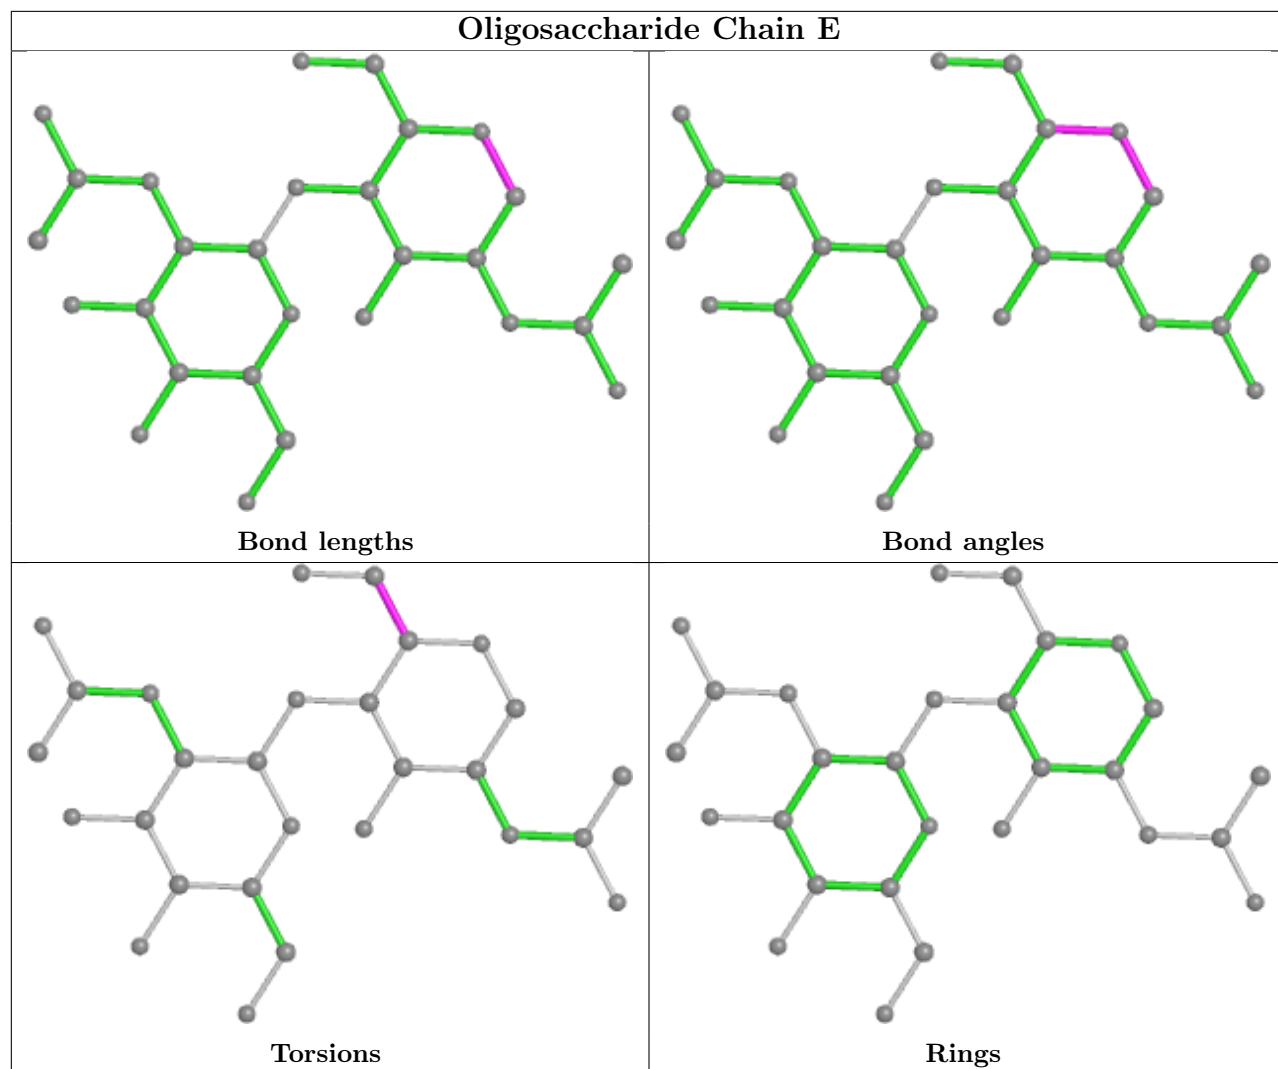 Oligosaccharide Chain E
Bond lengths
Bond angles
Torsions
Rings